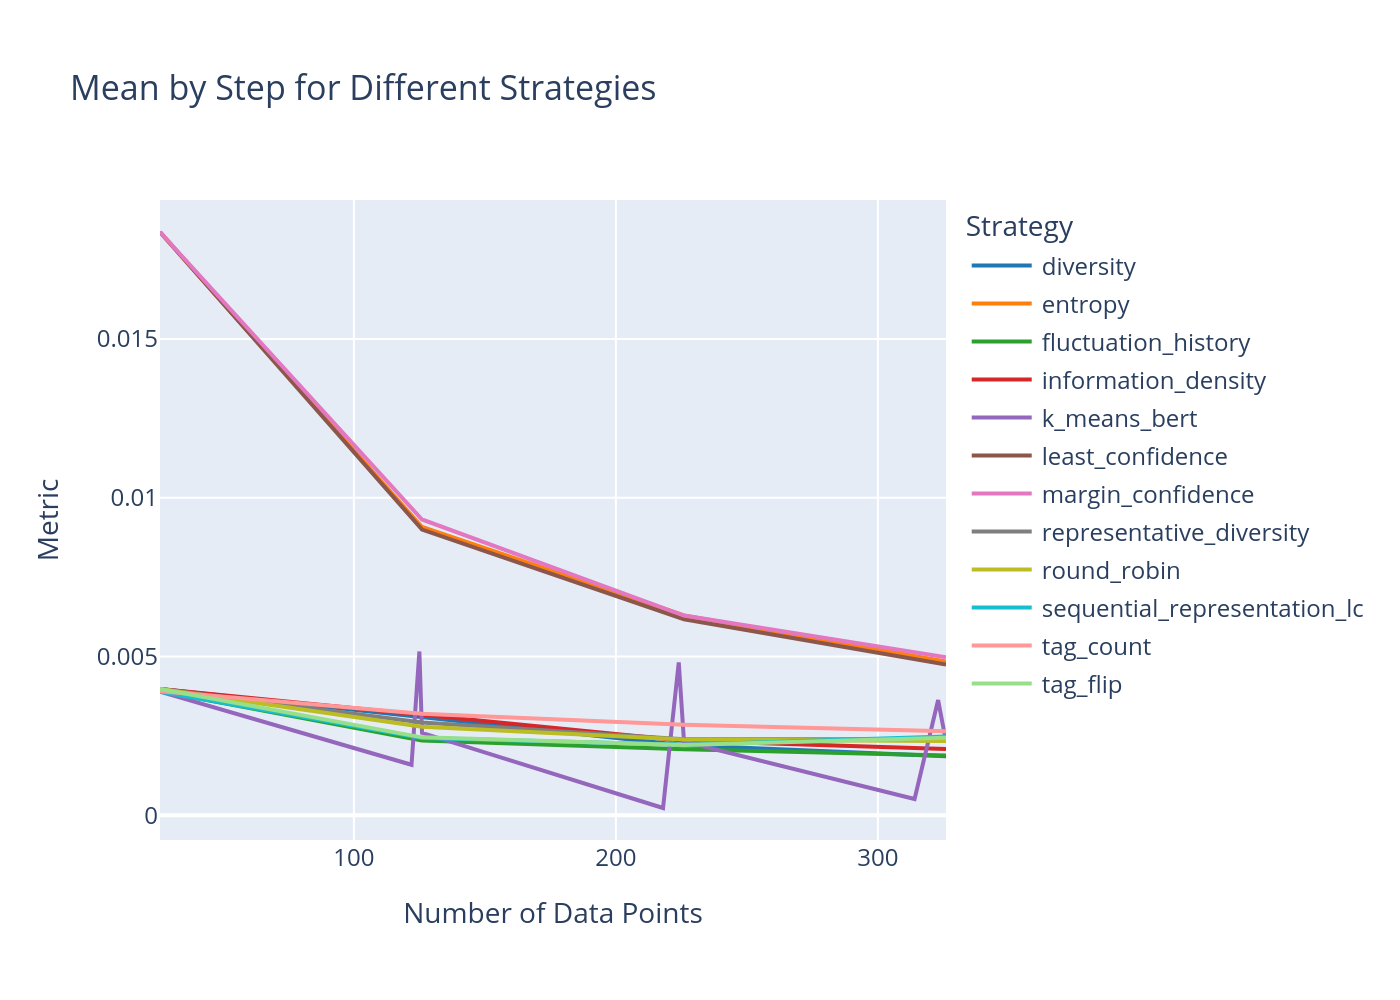 Mean by Step for Different Strategies
Strategy
diversity
entropy
fluctuation_history
information_density
k_means_bert
least_confidence
margin_confidence
representative_diversity
round_robin
sequential_representation_lc
tag_count
tag_flip
Metric
0.015
0.01
0.005
0
100
200
300
Number of Data Points